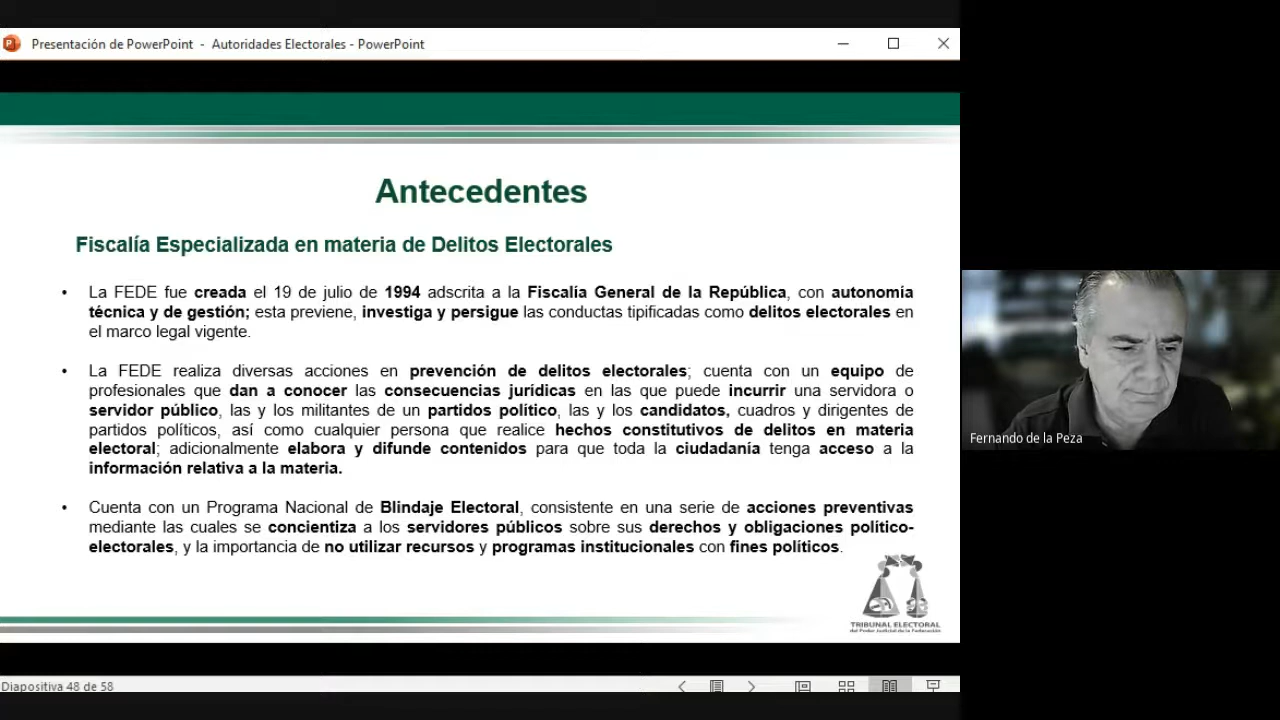 Presentación de PowerPoint - Autoridades Electorales - PowerPoint
Antecedentes
Fiscalía Especializada en materia de Delitos Electorales
• La FEDE fue creada el 19 de julio de 1994 adscrita a la Fiscalía General de la República, con autonomía
técnica y de gestión; esta previene, investiga y persigue las conductas tipificadas como delitos electorales en
el marco legal vigente.
• La FEDE realiza diversas acciones en prevención de delitos electorales; cuenta con un equipo de
profesionales que dan a conocer las consecuencias jurídicas en las que puede incurrir una servidora o
servidor público, las y los militantes de un partidos político, las y los candidatos, cuadros y dirigentes de
partidos políticos, así como cualquier persona que realice hechos constitutivos de delitos en materia
electoral; adicionalmente elabora y difunde contenidos para que toda la ciudadanía tenga acceso a la
información relativa a la materia.
• Cuenta con un Programa Nacional de Blindaje Electoral, consistente en una serie de acciones preventivas
mediante las cuales se concientiza a los servidores públicos sobre sus derechos y obligaciones político-
electorales, y la importancia de no utilizar recursos y programas institucionales con fines políticos.
TRIBUNAL ELECTORAL
del Poder Judicial de la Federación
Fernando de la Peza
Diapositiva 48 de 58